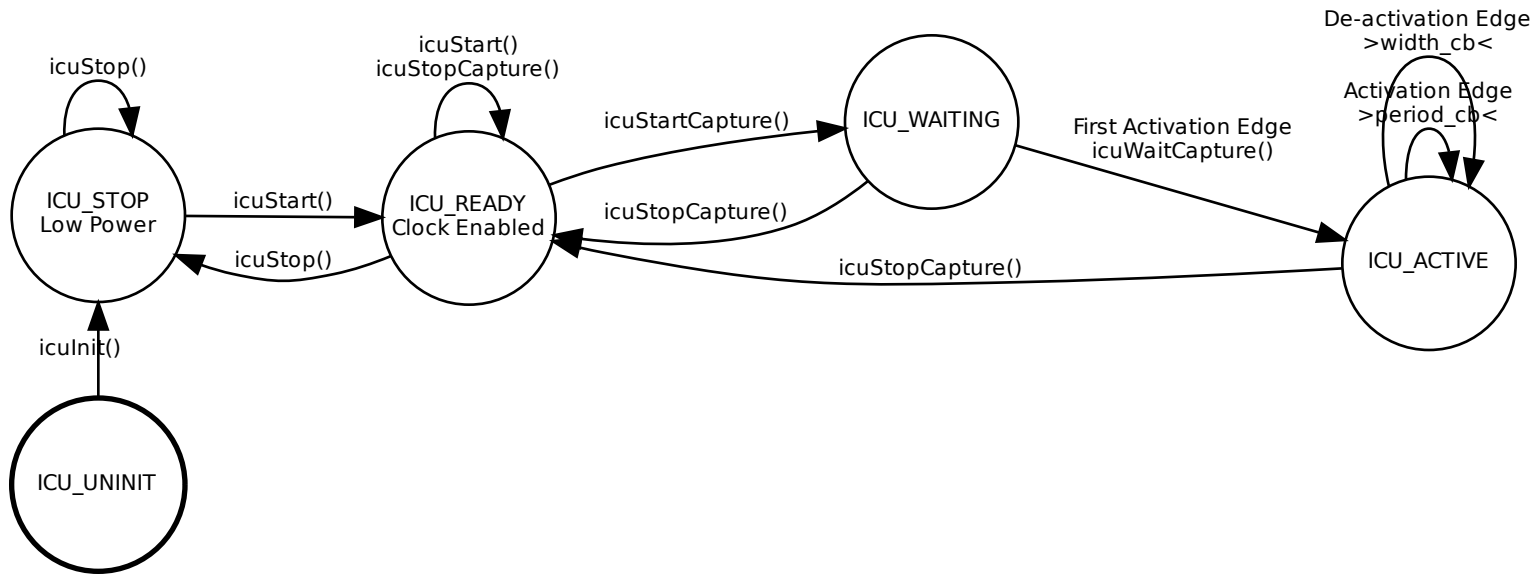 De-activation Edge
>width_cb<
icuStart()
icuStopCapture()
icuStop()
Activation Edge
>period_cb<
icuStartCapture()
ICU_WAITING
First Activation Edge
icuWaitCapture()
ICU_STOP
Low Power
icuStart()
ICU_READY
Clock Enabled
icuStopCapture()
icuStop()
icuStopCapture()
ICU_ACTIVE
icuInit()
ICU_UNINIT